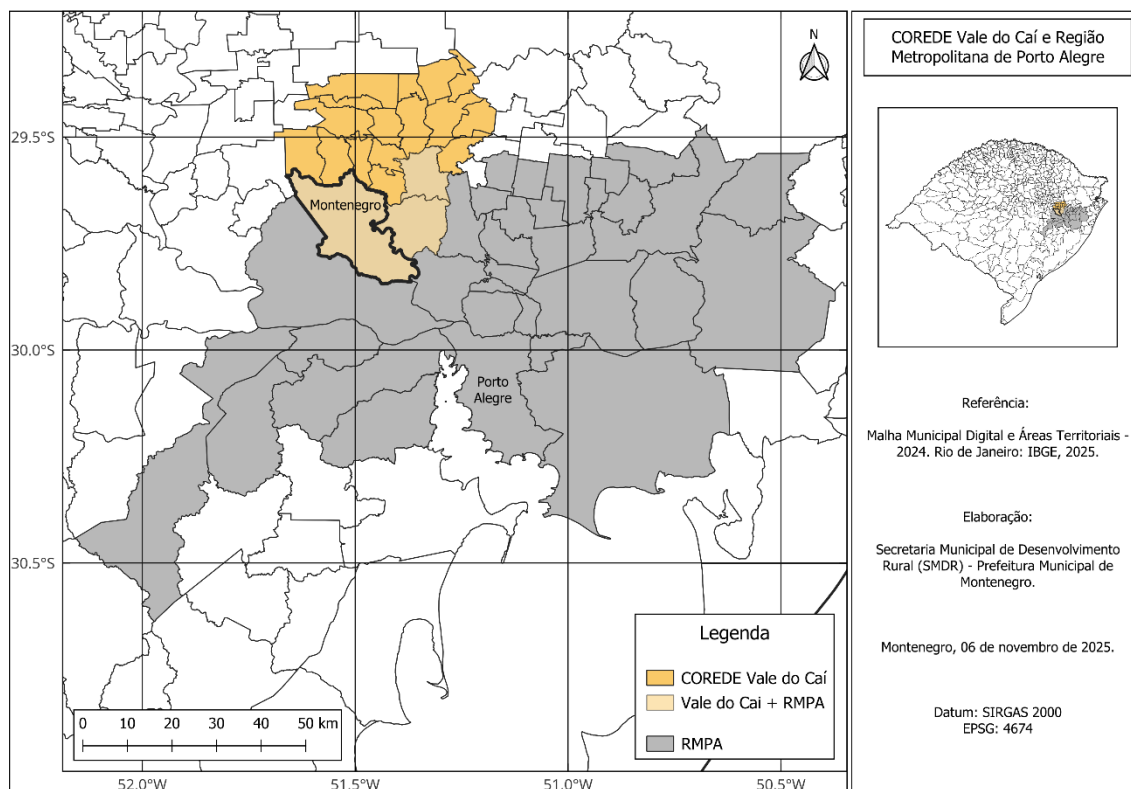 COREDE Vale do Caí e Região
Metropolitana de Porto Alegre
N
29.5°S
30.0°S
30.5°S
Montenegro
Porto
Alegre
Referência:
Malha Municipal Digital e Áreas Territoriais -
2024. Rio de Janeiro: IBGE, 2025.
Elaboração:
Secretaria Municipal de Desenvolvimento
Rural (SMDR) - Prefeitura Municipal de
Montenegro.
Montenegro, 06 de novembro de 2025.
Datum: SIRGAS 2000
EPSG: 4674
Legenda
COREDE Vale do Caí
Vale do Cai + RMPA
RMPA
0 10 20 30 40 50 km
52.0°W 51.5°W 51.0°W 50.5°W